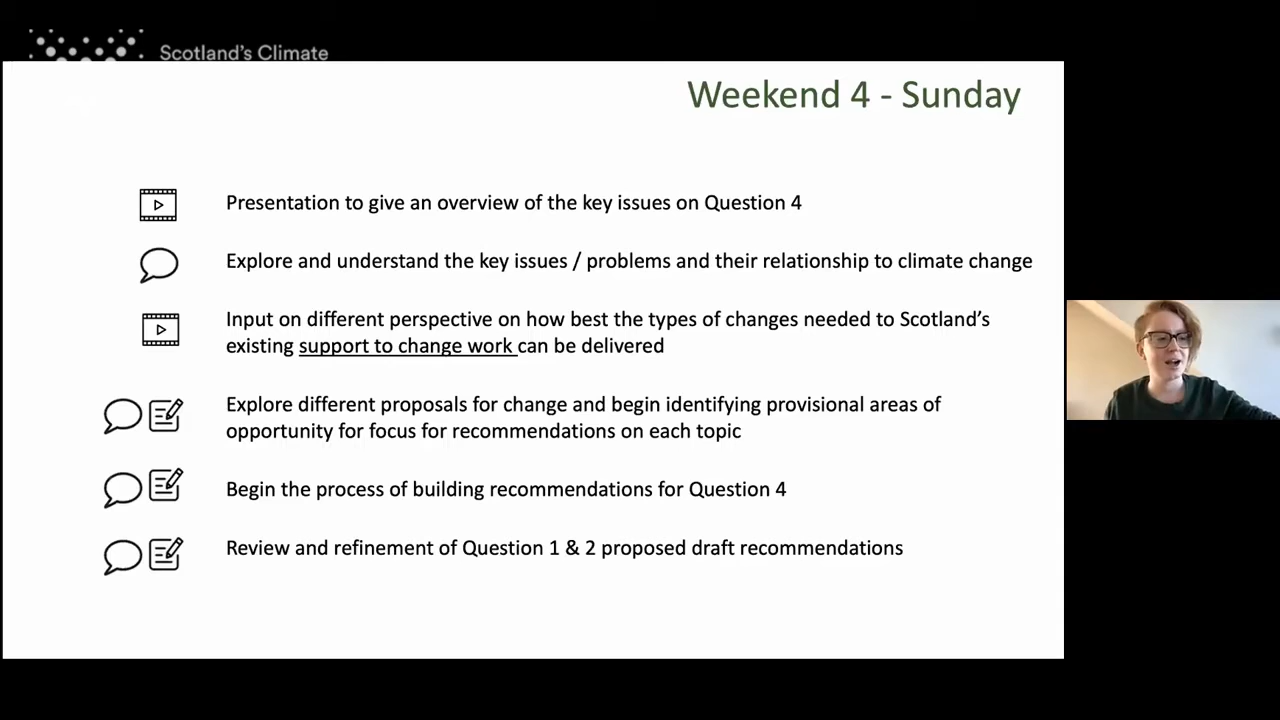 Scotland's Climate
Weekend 4 - Sunday
Presentation to give an overview of the key issues on Question 4
Explore and understand the key issues / problems and their relationship to climate change
Input on different perspective on how best the types of changes needed to Scotland's
existing support to change work can be delivered
Explore different proposals for change and begin identifying provisional areas of
opportunity for focus for recommendations on each topic
Begin the process of building recommendations for Question 4
Review and refinement of Question 1 & 2 proposed draft recommendations